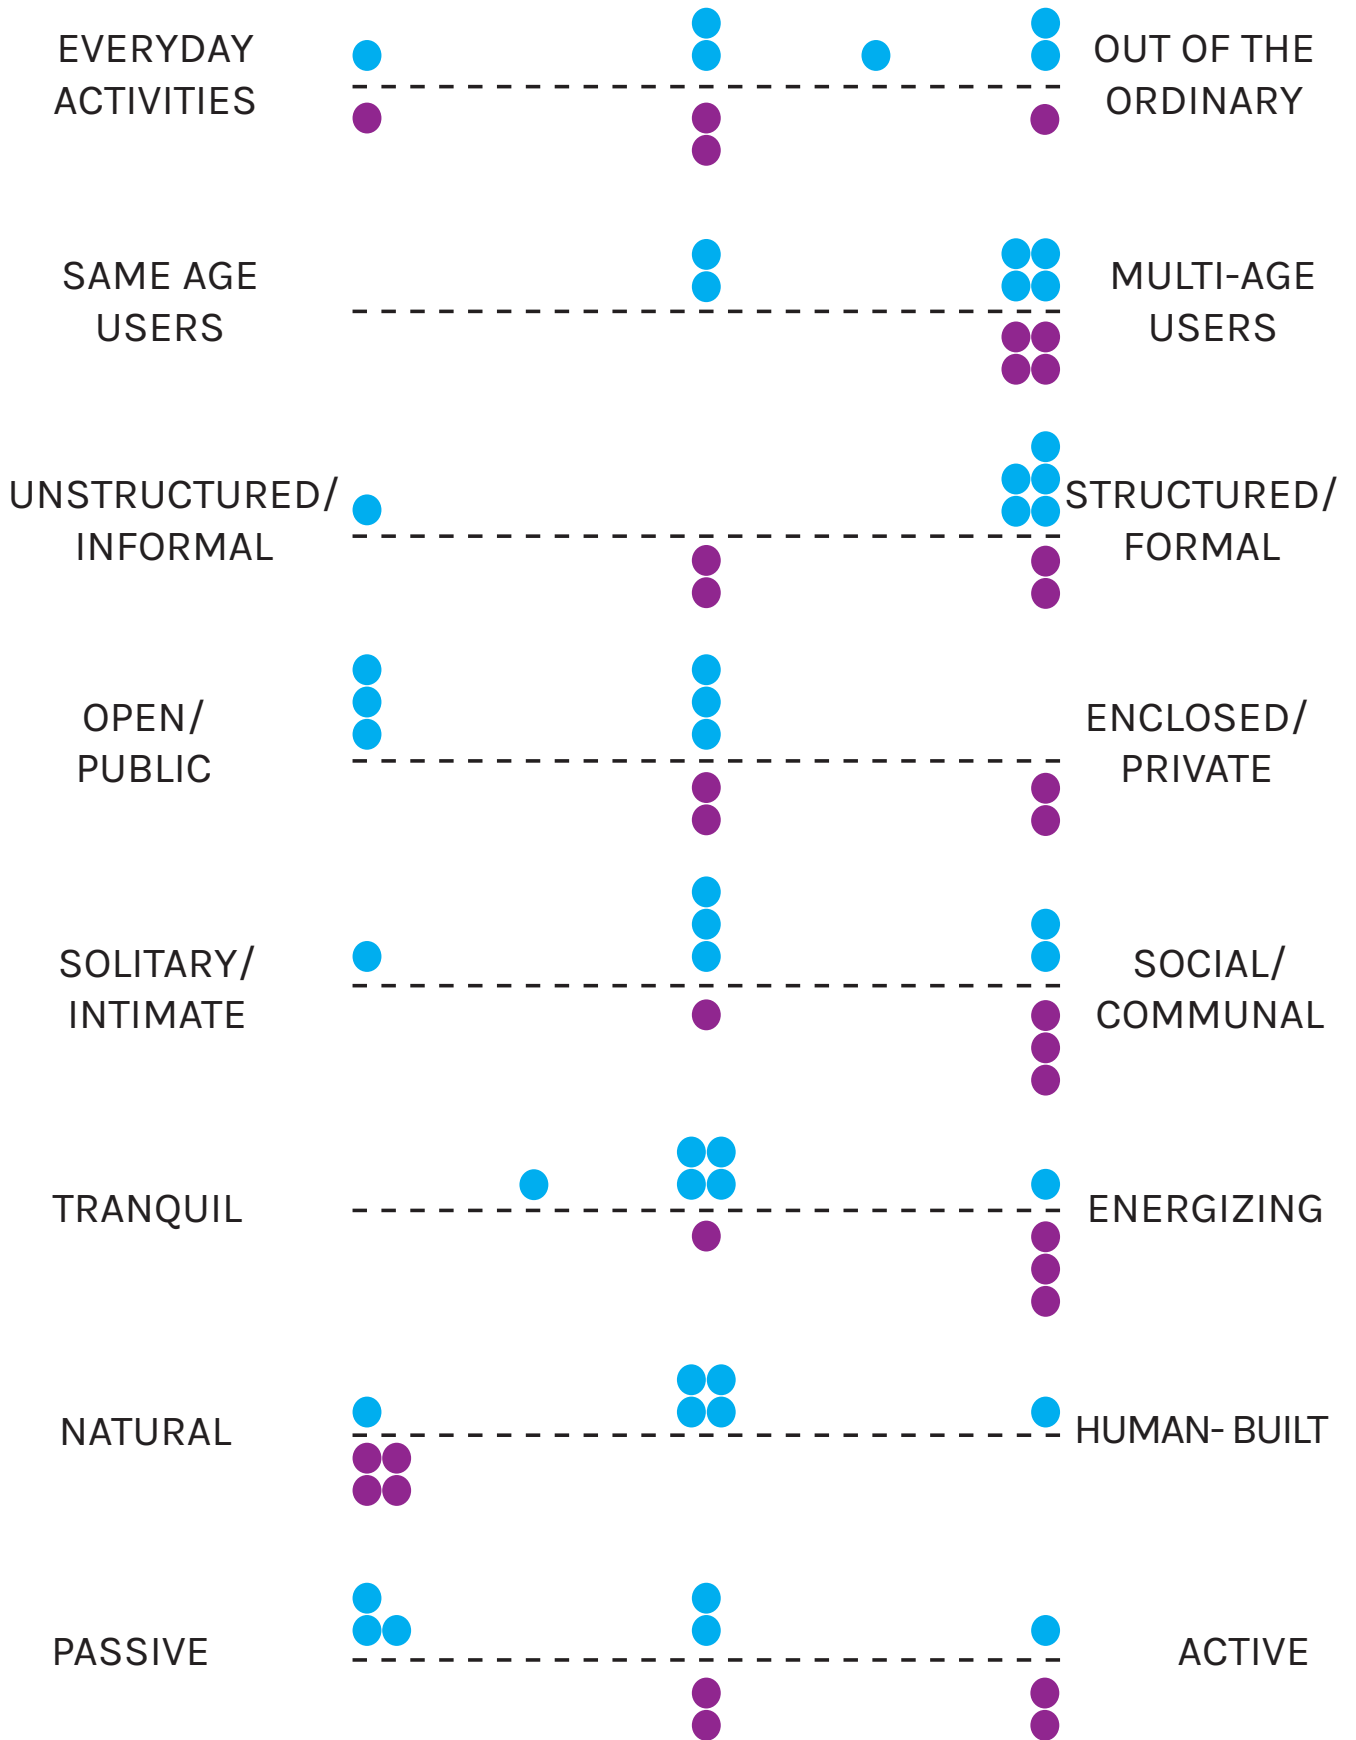 EVERYDAY
ACTIVITIES
OUT OF THE
ORDINARY
SAME AGE
USERS
MULTI-AGE
USERS
UNSTRUCTURED/
INFORMAL
STRUCTURED/
FORMAL
OPEN/
PUBLIC
ENCLOSED/
PRIVATE
SOLITARY/
INTIMATE
SOCIAL/
COMMUNAL
TRANQUIL
ENERGIZING
NATURAL
HUMAN- BUILT
PASSIVE
ACTIVE